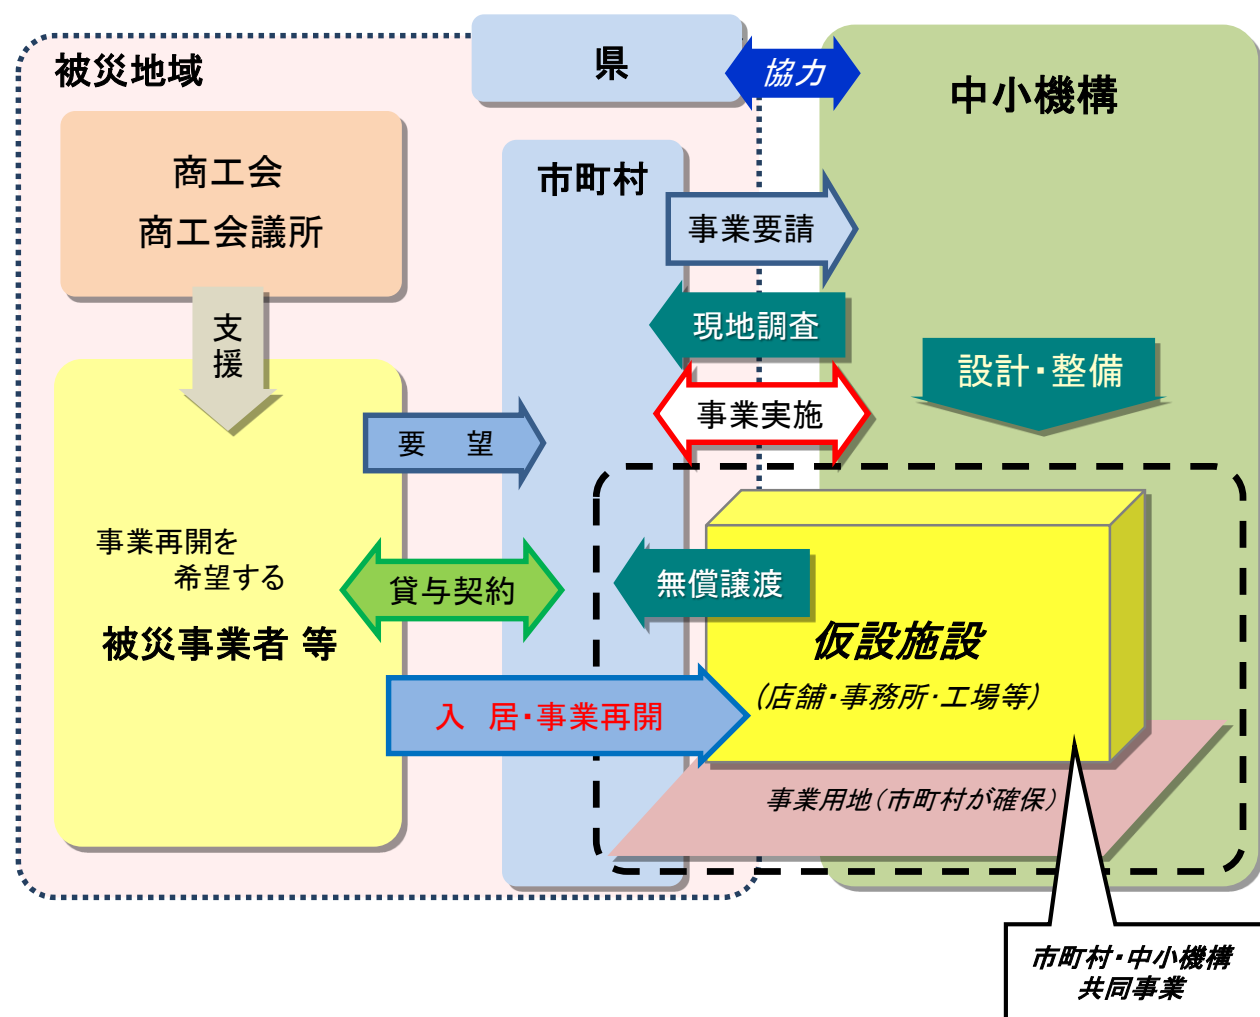 被災地域
県
協力
中小機構
商工会
商工会議所
市町村
事業要請
支
援
現地調査
設計・整備
事業実施
要　望
事業再開を
希望する
被災事業者 等
貸与契約
無償譲渡
仮設施設
（店舗・事務所・工場等）
入　居・事業再開
事業用地（市町村が確保）
市町村・中小機構
共同事業